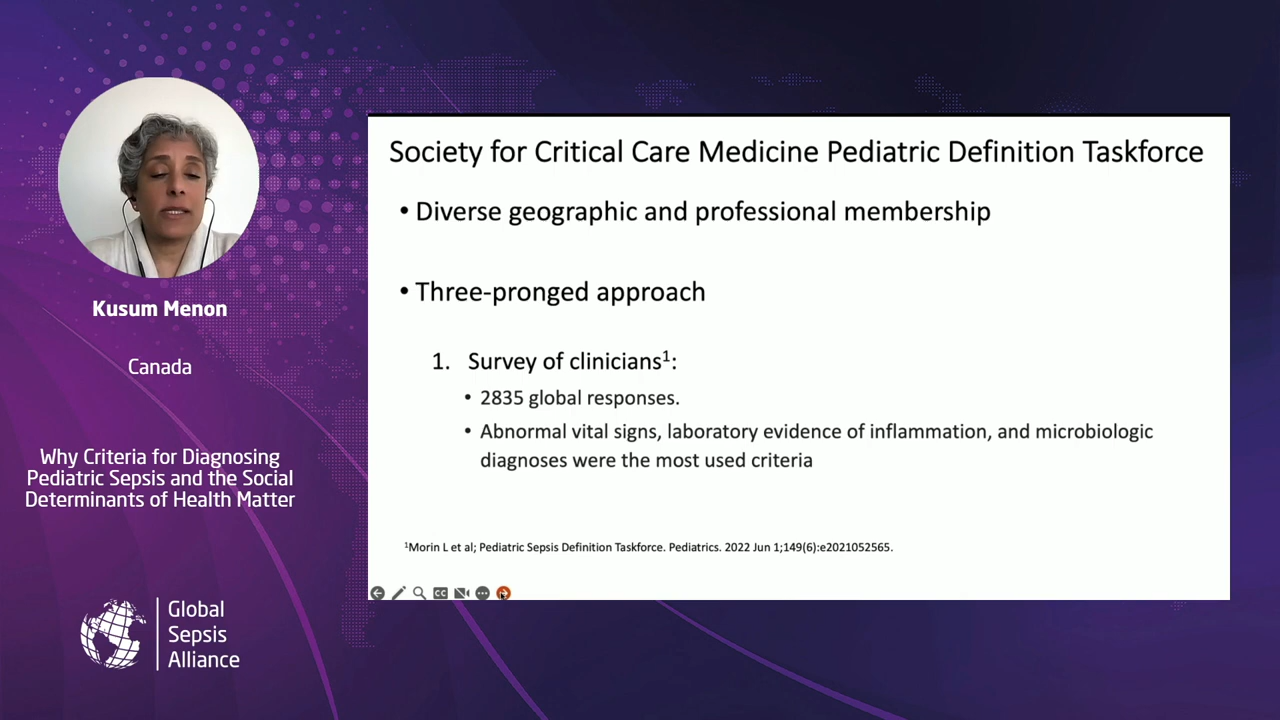 Kusum Menon
Canada
Why Criteria for Diagnosing
Pediatric Sepsis and the Social
Determinants of Health Matter
Global
Sepsis
Alliance
Society for Critical Care Medicine Pediatric Definition Taskforce
• Diverse geographic and professional membership
• Three-pronged approach
1. Survey of clinicians¹:
• 2835 global responses.
• Abnormal vital signs, laboratory evidence of inflammation, and microbiologic
diagnoses were the most used criteria
¹Morin L et al; Pediatric Sepsis Definition Taskforce. Pediatrics. 2022 Jun 1;149(6):e2021052565.
CC